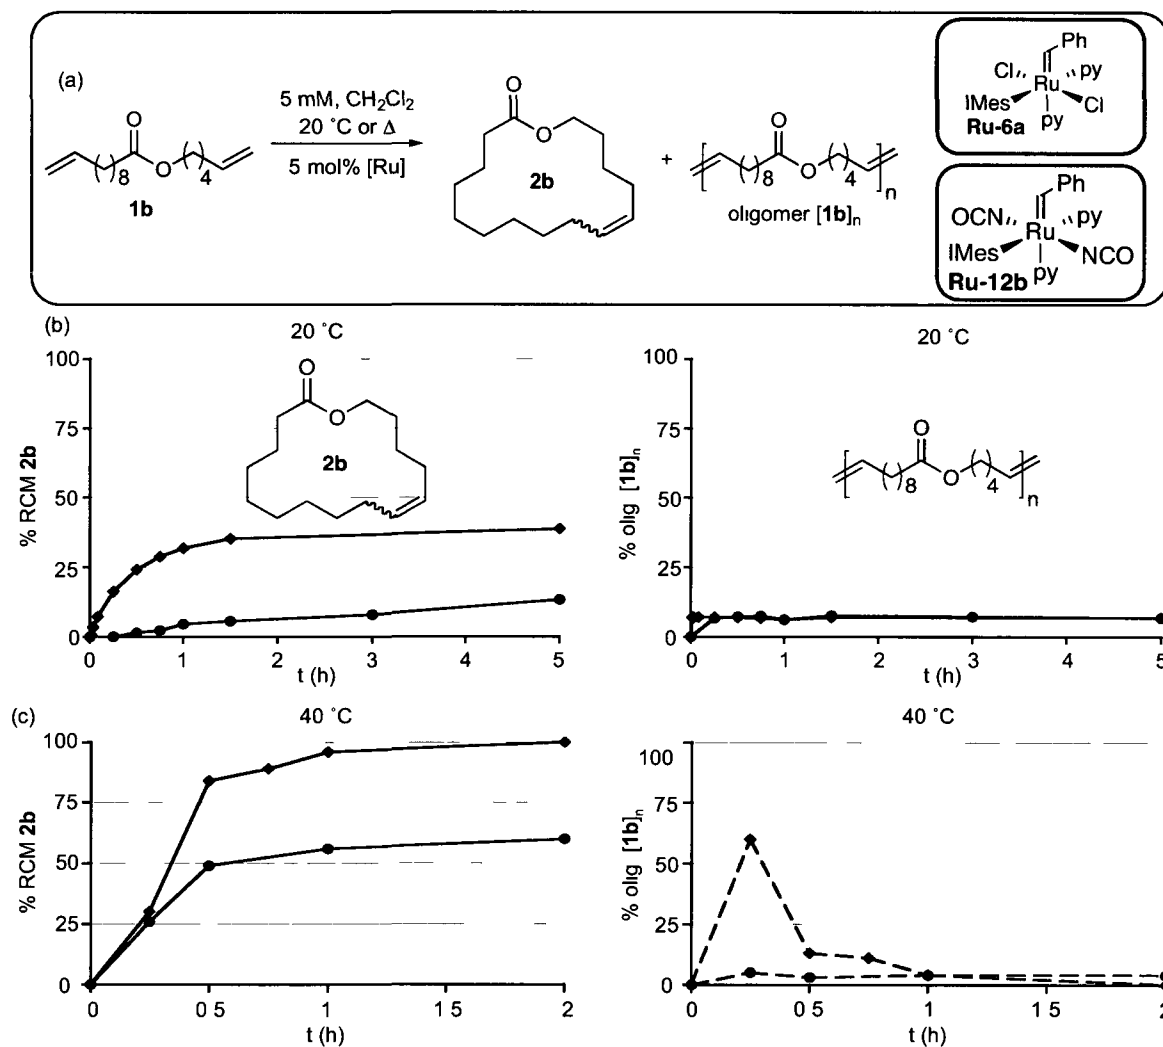 (a)
O
O
( )8
( )4
1b
5 mM, CH2Cl2
20 ˚C or Δ
5 mol% [Ru]
O
O
2b
+
O
[ ( )8 O ( )4 ]n
oligomer [1b]n
Ph
Cl
py
Ru
IMes
Cl
Ru-6a
py
Ph
OCN
py
Ru
IMes
NCO
Ru-12b
py
(b)
20 ˚C
% RCM 2b
100
75
50
25
0
0 1 3 5
t (h)
O
O
2b
20 ˚C
% olig [1b]n
100
75
50
25
0
0 1 2 3 4 5
t (h)
O
[ ( )8 O ( )4 ]n
(c)
40 ˚C
% RCM 2b
100
75
50
25
0
0 0 5 1 1 5 2
t (h)
40 ˚C
% olig [1b]n
100
75
50
25
0
0 0 5 1 1 5 2
t (h)